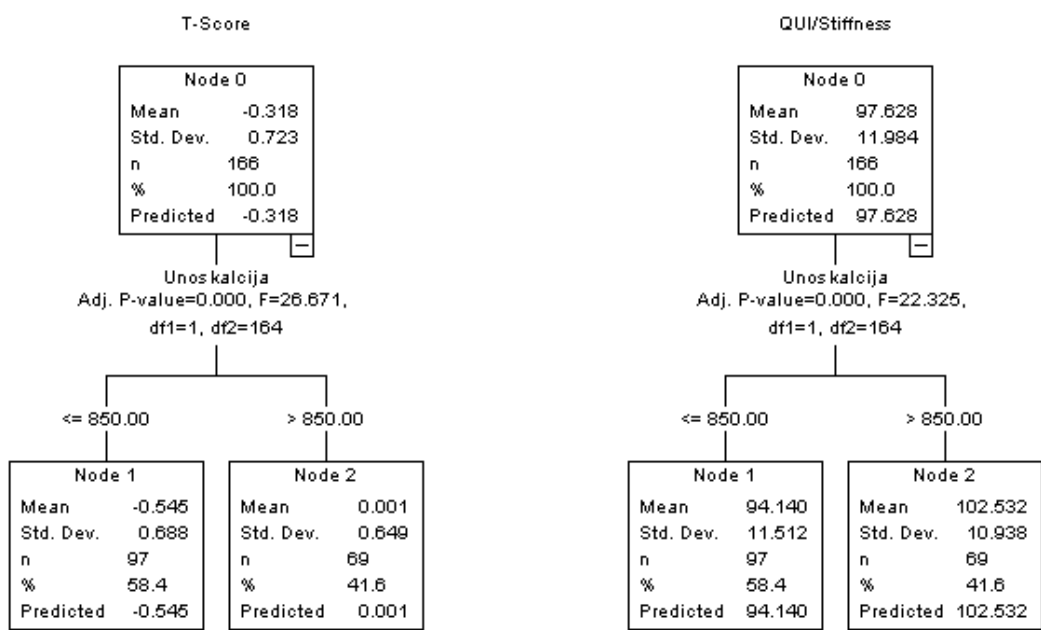 T-Score
Node 0
Mean -0.318
Std. Dev. 0.723
n 166
% 100.0
Predicted -0.318
Unos kalcija
Adj. P-value=0.000, F=26.671,
df1=1, df2=164
<= 850.00
> 850.00
Node 1
Mean -0.545
Std. Dev. 0.688
n 97
% 58.4
Predicted -0.545
Node 2
Mean 0.001
Std. Dev. 0.649
n 69
% 41.6
Predicted 0.001
QUI/Stiffness
Node 0
Mean 97.628
Std. Dev. 11.984
n 166
% 100.0
Predicted 97.628
Unos kalcija
Adj. P-value=0.000, F=22.325,
df1=1, df2=164
<= 850.00
> 850.00
Node 1
Mean 94.140
Std. Dev. 11.512
n 97
% 58.4
Predicted 94.140
Node 2
Mean 102.532
Std. Dev. 10.938
n 69
% 41.6
Predicted 102.532